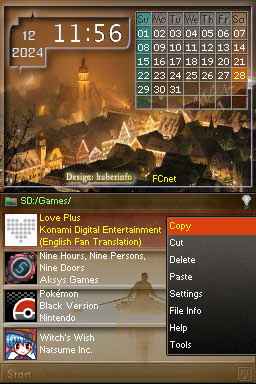 12
2024
11:56
Su Mo Tu We Th Fr Sa
01 02 03 04 05 06 07
08 09 10 11 12 13 14
15 16 17 18 19 20 21
22 23 24 25 26 27 28
29 30 31
Design: huberinfo
FCnet
SD:/Games/
Love Plus
Konami Digital Entertainment
(English Fan Translation)
Nine Hours, Nine Persons,
Nine Doors
Aksys Games
Pokémon
Black Version
Nintendo
Witch's Wish
Natsume Inc.
Copy
Cut
Delete
Paste
Settings
File Info
Help
Tools
Start